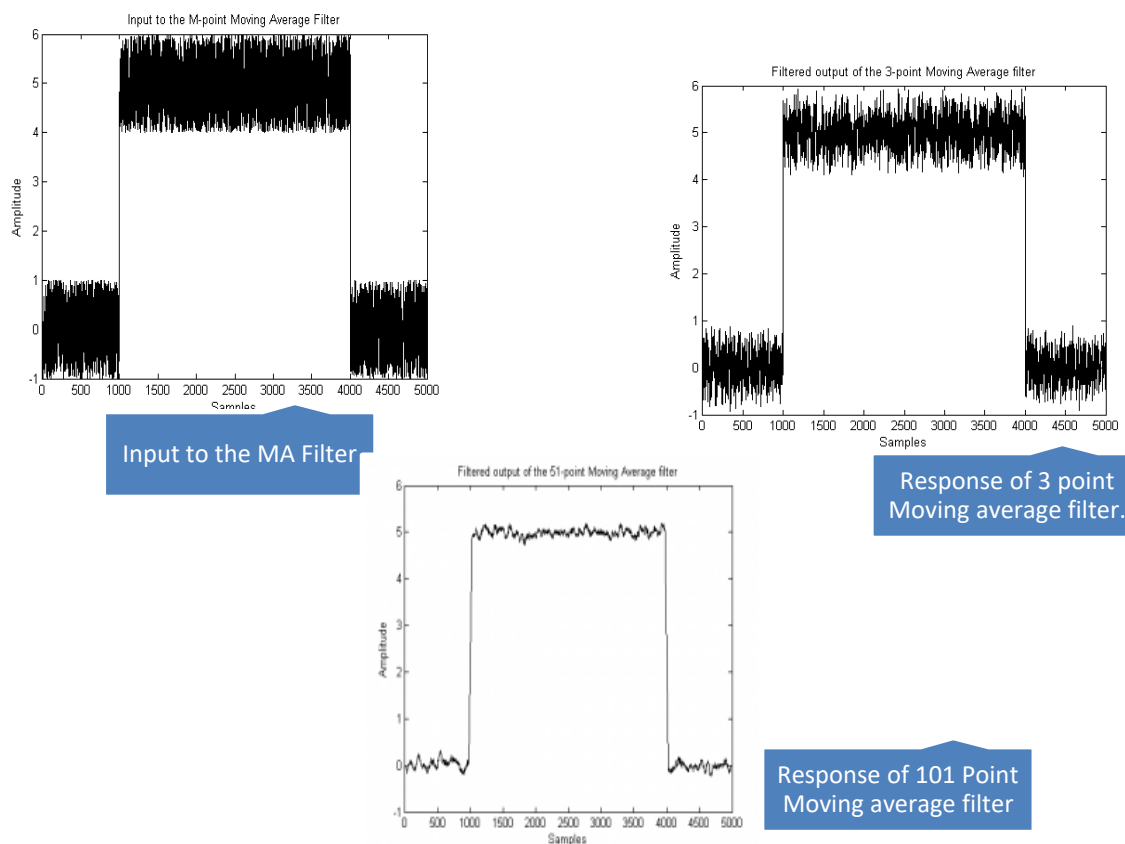 Input to the M-point Moving Average Filter
6
5
4
3
2
1
0
-1
Amplitude
0 500 1000 1500 2000 2500 3000 3500 4000 4500 5000
Samples
Input to the MA Filter
Filtered output of the 3-point Moving Average filter
6
5
4
3
2
1
0
-1
Amplitude
0 500 1000 1500 2000 2500 3000 3500 4000 4500 5000
Samples
Response of 3 point
Moving average filter.
Filtered output of the 51-point Moving Average filter
6
5
4
3
2
1
0
-1
Amplitude
0 500 1000 1500 2000 2500 3000 3500 4000 4500 5000
Samples
Response of 101 Point
Moving average filter